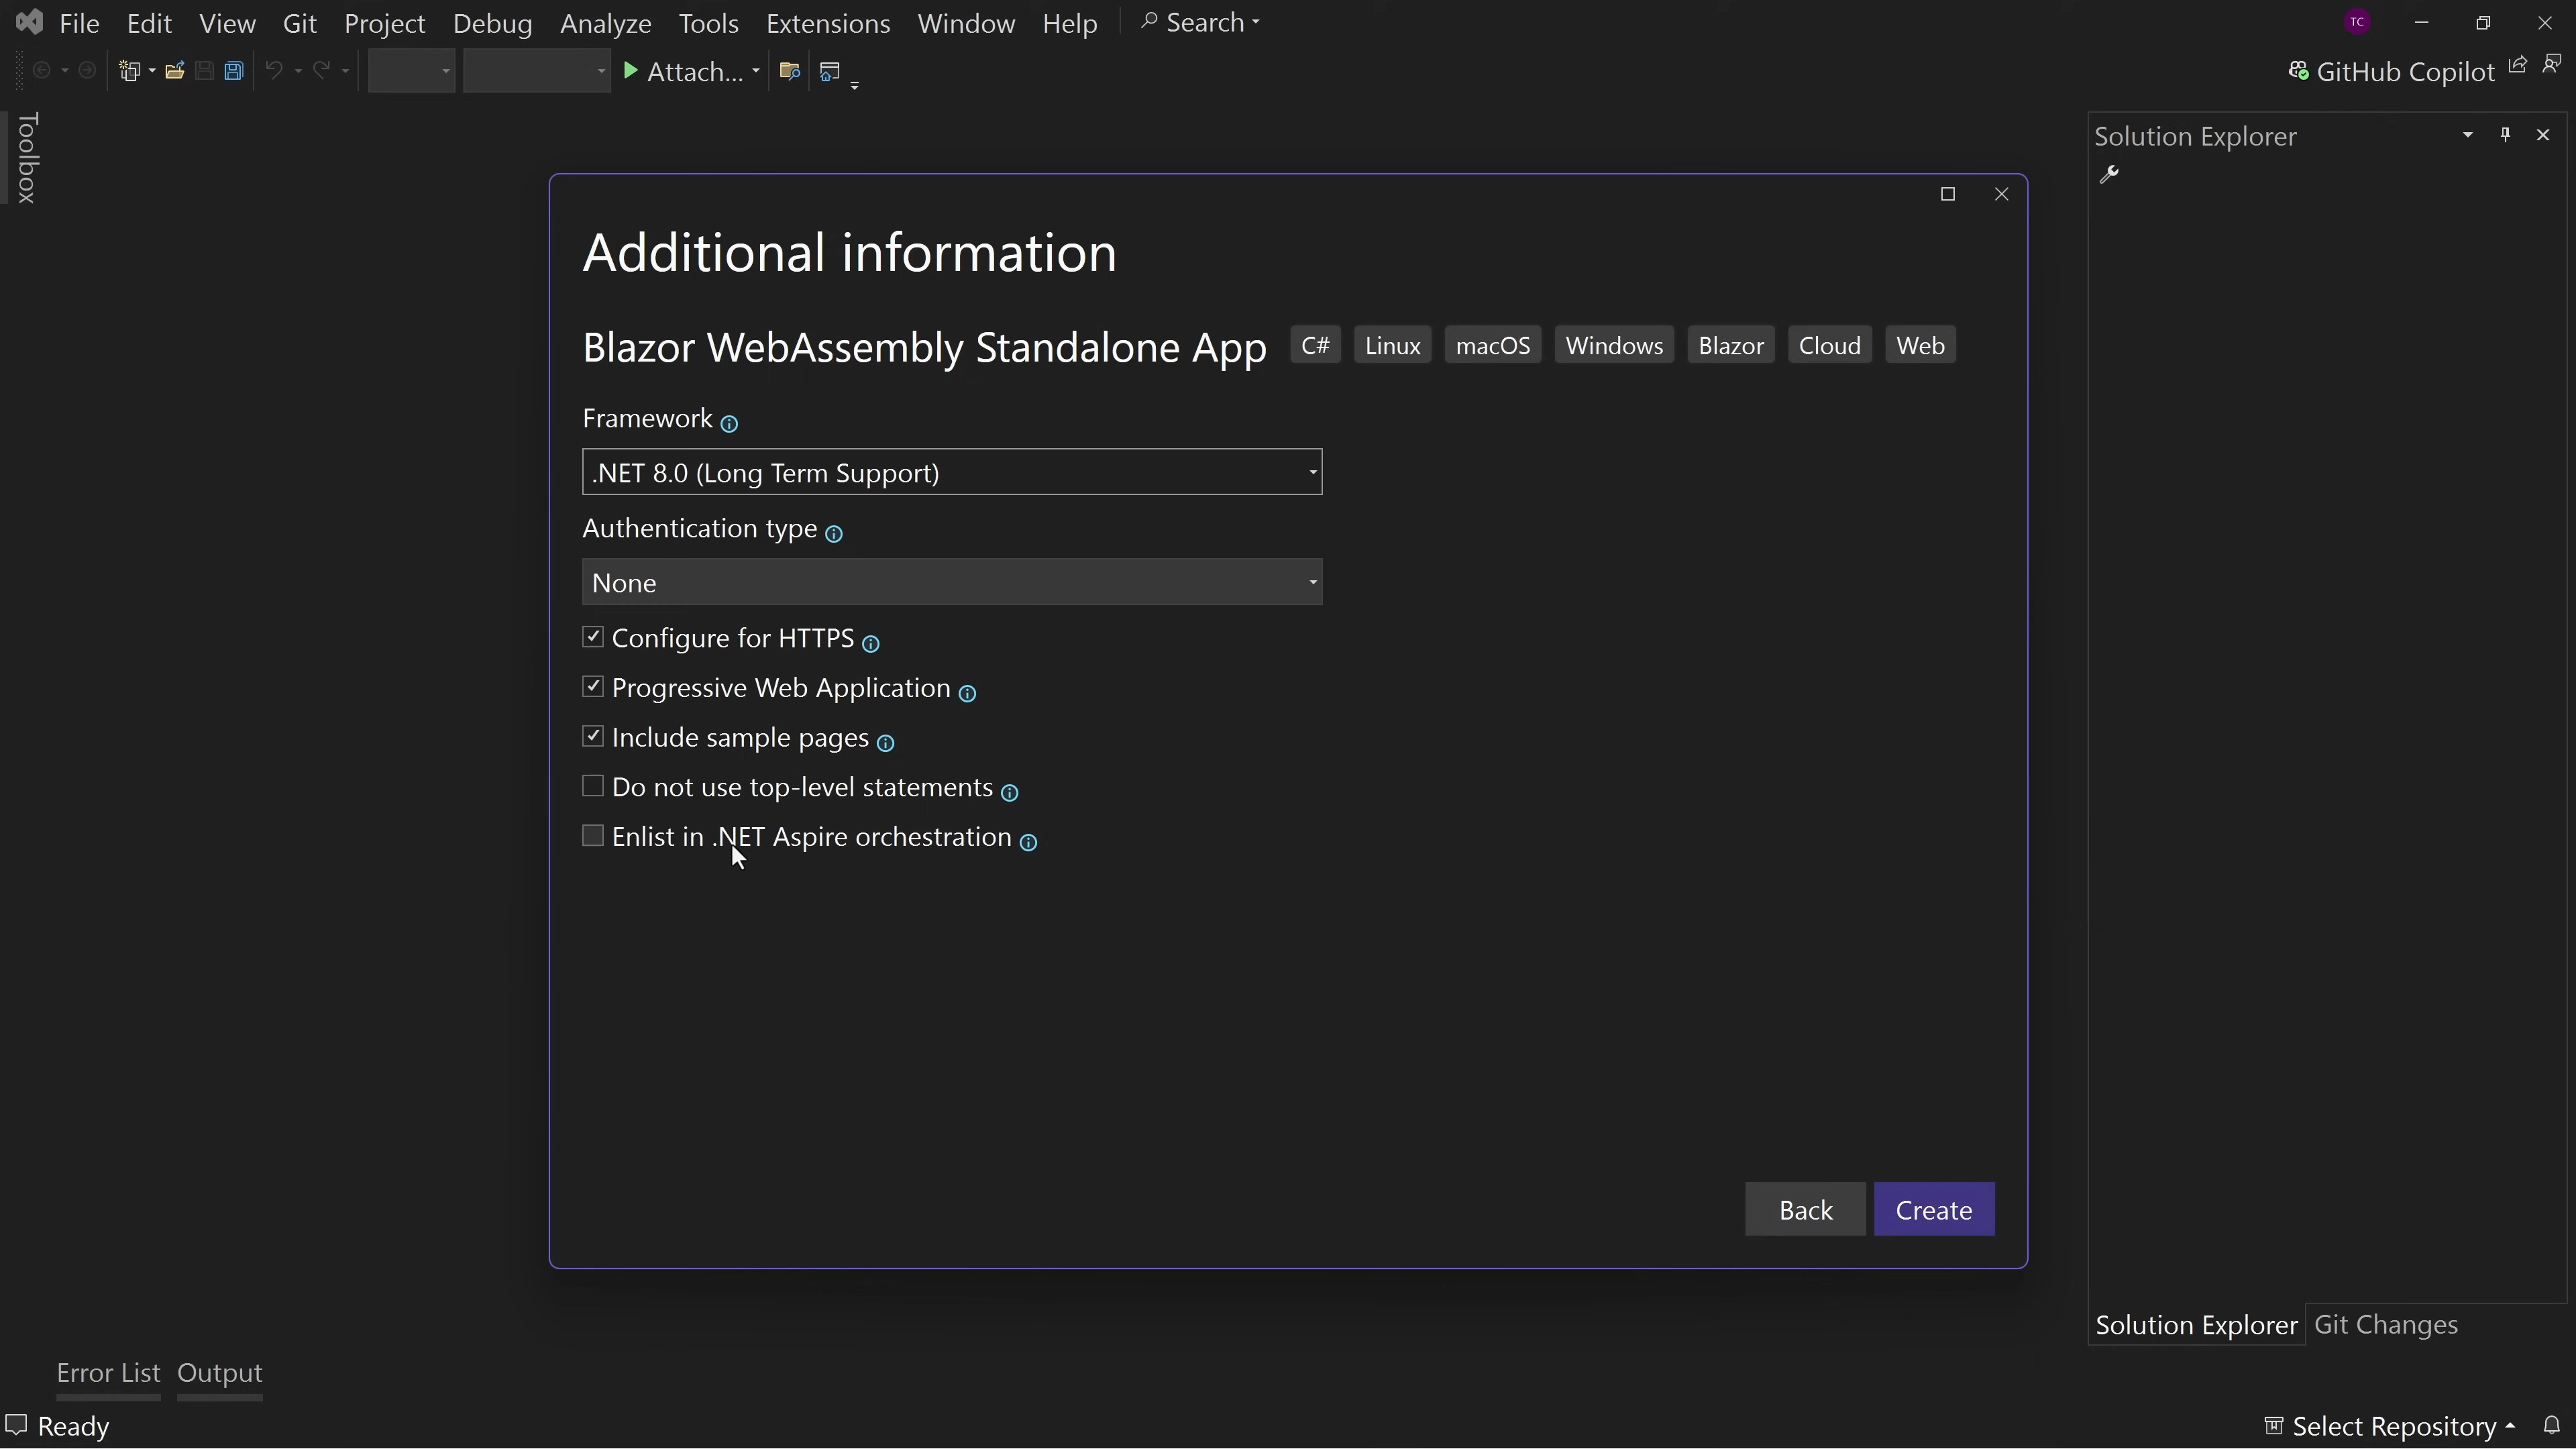 File Edit View Git Project Debug Analyze Tools Extensions Window Help Search TC
Attach... GitHub Copilot
Toolbox
Solution Explorer
Additional information
Blazor WebAssembly Standalone App C# Linux macOS Windows Blazor Cloud Web
Framework
.NET 8.0 (Long Term Support)
Authentication type
None
Configure for HTTPS
Progressive Web Application
Include sample pages
Do not use top-level statements
Enlist in .NET Aspire orchestration
Back Create
Solution Explorer Git Changes
Error List Output
Ready Select Repository